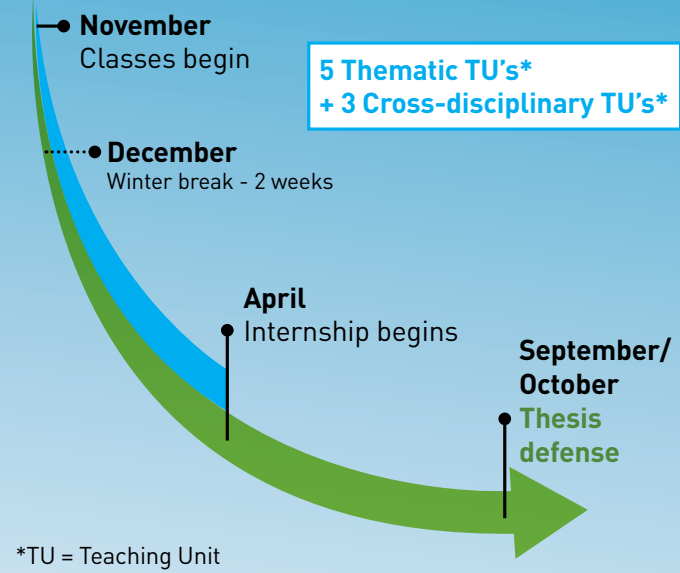 November
Classes begin
5 Thematic TU's*
+ 3 Cross-disciplinary TU's*
December
Winter break - 2 weeks
April
Internship begins
September/
October
Thesis
defense
*TU = Teaching Unit